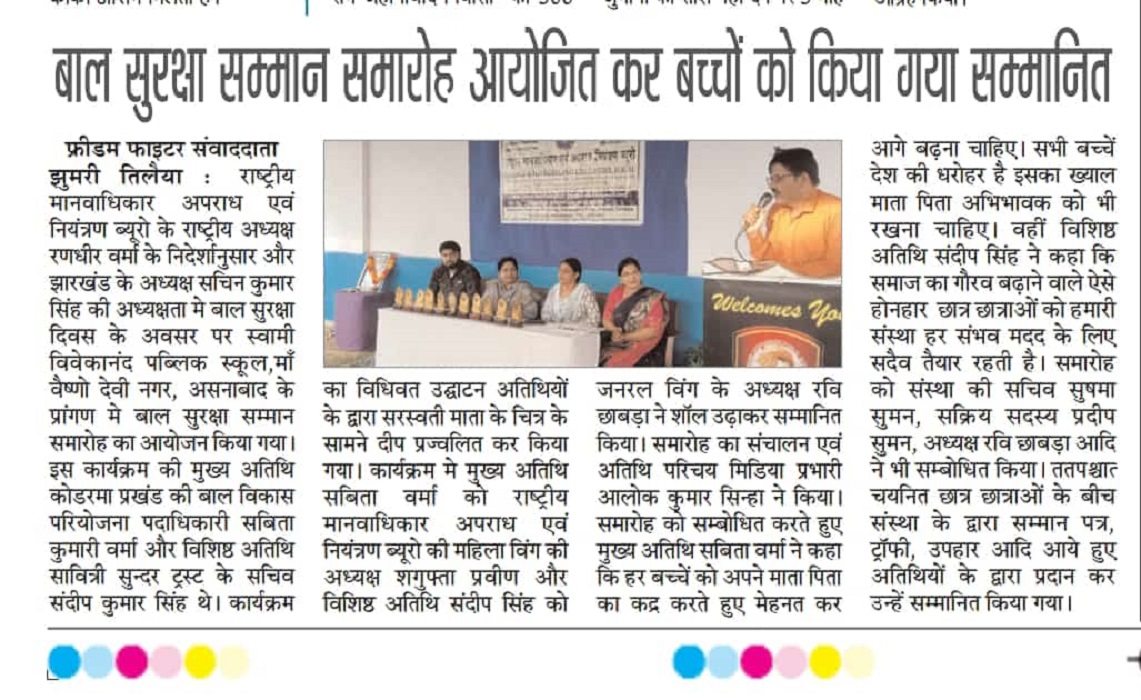 बाल सुरक्षा सम्मान समारोह आयोजित कर बच्चों को किया गया सम्मानित
फ्रीडम फाइटर संवाददाता
झुमरी तिलैया : राष्ट्रीय
मानवाधिकार अपराध एवं
नियंत्रण ब्यूरो के राष्ट्रीय अध्यक्ष
रणधीर वर्मा के निदेर्शानुसार और
झारखंड के अध्यक्ष सचिन कुमार
सिंह की अध्यक्षता मे बाल सुरक्षा
दिवस के अवसर पर स्वामी
विवेकानंद पब्लिक स्कूल,माँ
वैष्णो देवी नगर, असनाबाद के
प्रांगण मे बाल सुरक्षा सम्मान
समारोह का आयोजन किया गया।
इस कार्यक्रम की मुख्य अतिथि
कोडरमा प्रखंड की बाल विकास
परियोजना पदाधिकारी सबिता
कुमारी वर्मा और विशिष्ठ अतिथि
सावित्री सुन्दर ट्रस्ट के सचिव
संदीप कुमार सिंह थे। कार्यक्रम
Welcomes You
का विधिवत उद्घाटन अतिथियों
के द्वारा सरस्वती माता के चित्र के
सामने दीप प्रज्वलित कर किया
गया। कार्यक्रम मे मुख्य अतिथि
सबिता वर्मा को राष्ट्रीय
मानवाधिकार अपराध एवं
नियंत्रण ब्यूरो की महिला विंग की
अध्यक्ष शगुफ्ता प्रवीण और
विशिष्ठ अतिथि संदीप सिंह को
जनरल विंग के अध्यक्ष रवि
छाबड़ा ने शॉल उढ़ाकर सम्मानित
किया। समारोह का संचालन एवं
अतिथि परिचय मिडिया प्रभारी
आलोक कुमार सिन्हा ने किया।
समारोह को सम्बोधित करते हुए
मुख्य अतिथि सबिता वर्मा ने कहा
कि हर बच्चें को अपने माता पिता
का कद्र करते हुए मेहनत कर
आगे बढ़ना चाहिए। सभी बच्चें
देश की धरोहर है इसका ख्याल
माता पिता अभिभावक को भी
रखना चाहिए। वहीं विशिष्ठ
अतिथि संदीप सिंह ने कहा कि
समाज का गौरव बढ़ाने वाले ऐसे
होनहार छात्र छात्राओं को हमारी
संस्था हर संभव मदद के लिए
सदैव तैयार रहती है। समारोह
को संस्था की सचिव सुषमा
सुमन, सक्रिय सदस्य प्रदीप
सुमन, अध्यक्ष रवि छाबड़ा आदि
ने भी सम्बोधित किया। ततपश्चात
चयनित छात्र छात्राओं के बीच
संस्था के द्वारा सम्मान पत्र,
ट्रॉफी, उपहार आदि आये हुए
अतिथियों के द्वारा प्रदान कर
उन्हें सम्मानित किया गया।